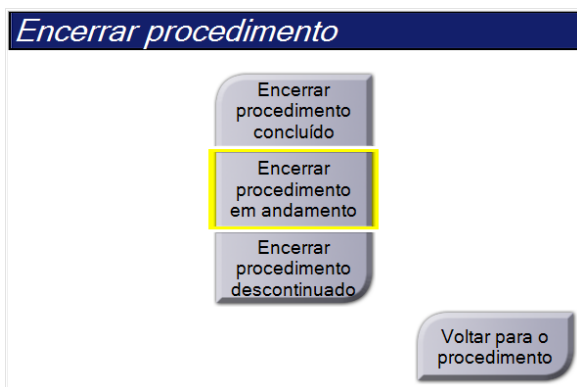 Encerrar procedimento
Encerrar
procedimento
concluído
Encerrar
procedimento
em andamento
Encerrar
procedimento
descontinuado
Voltar para o
procedimento